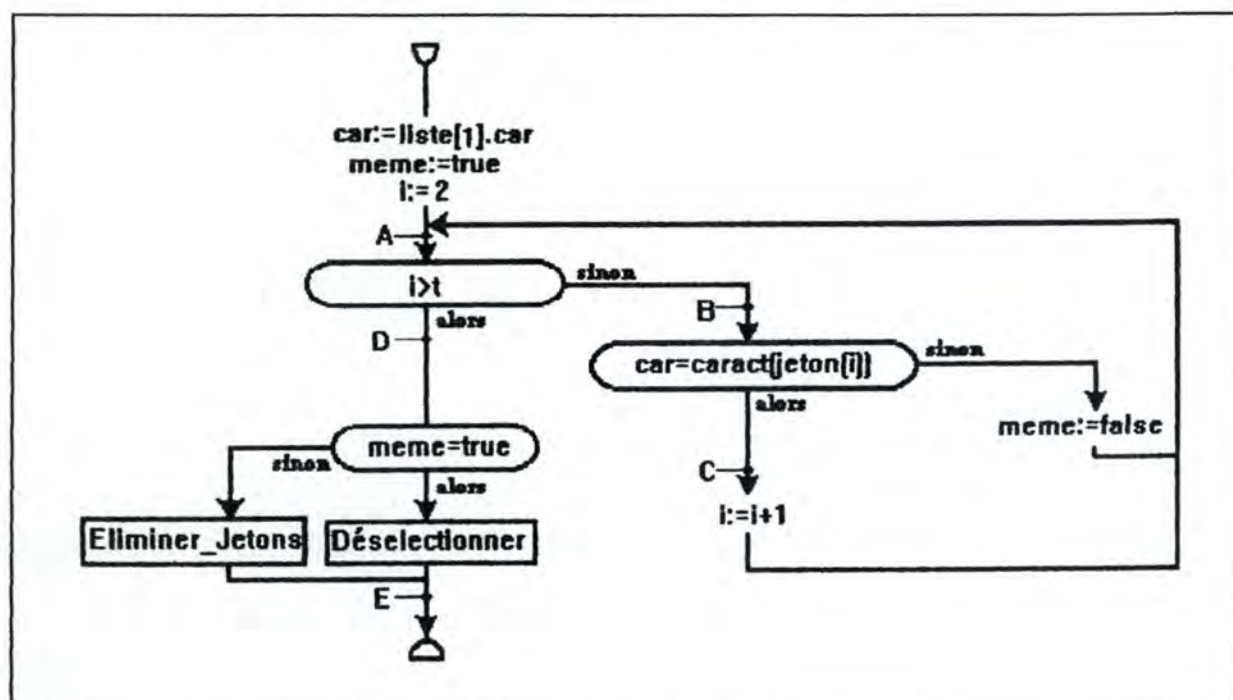 car:=liste[1].car
meme:=true
i:= 2
A
i>t
sinon
alors
B
D
car=caract(jeton(i))
sinon
alors
meme:=false
meme=true
sinon
alors
C
i:=i+1
Eliminer_Jetons
Déselectionner
E